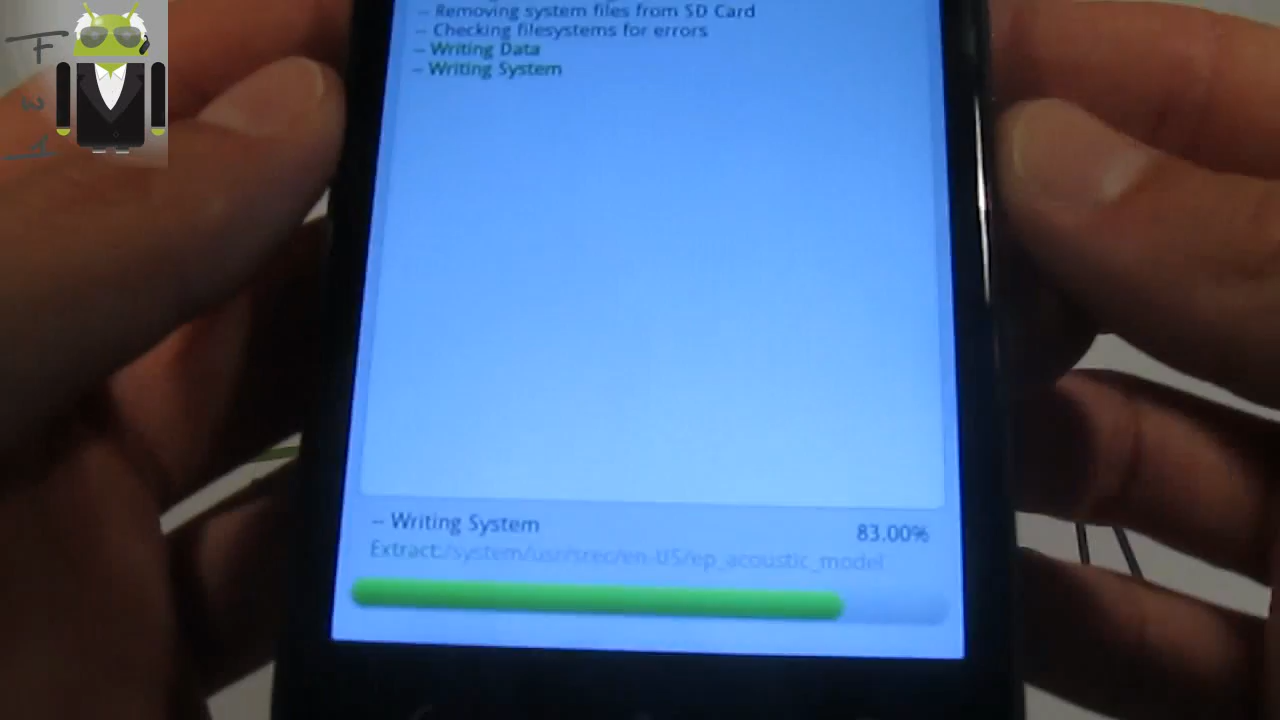 -- Removing system files from SD Card
-- Checking filesystems for errors
-- Writing Data
-- Writing System
-- Writing System
83.00%
Extract:/system/usr/srec/en-US/ep_acoustic_model